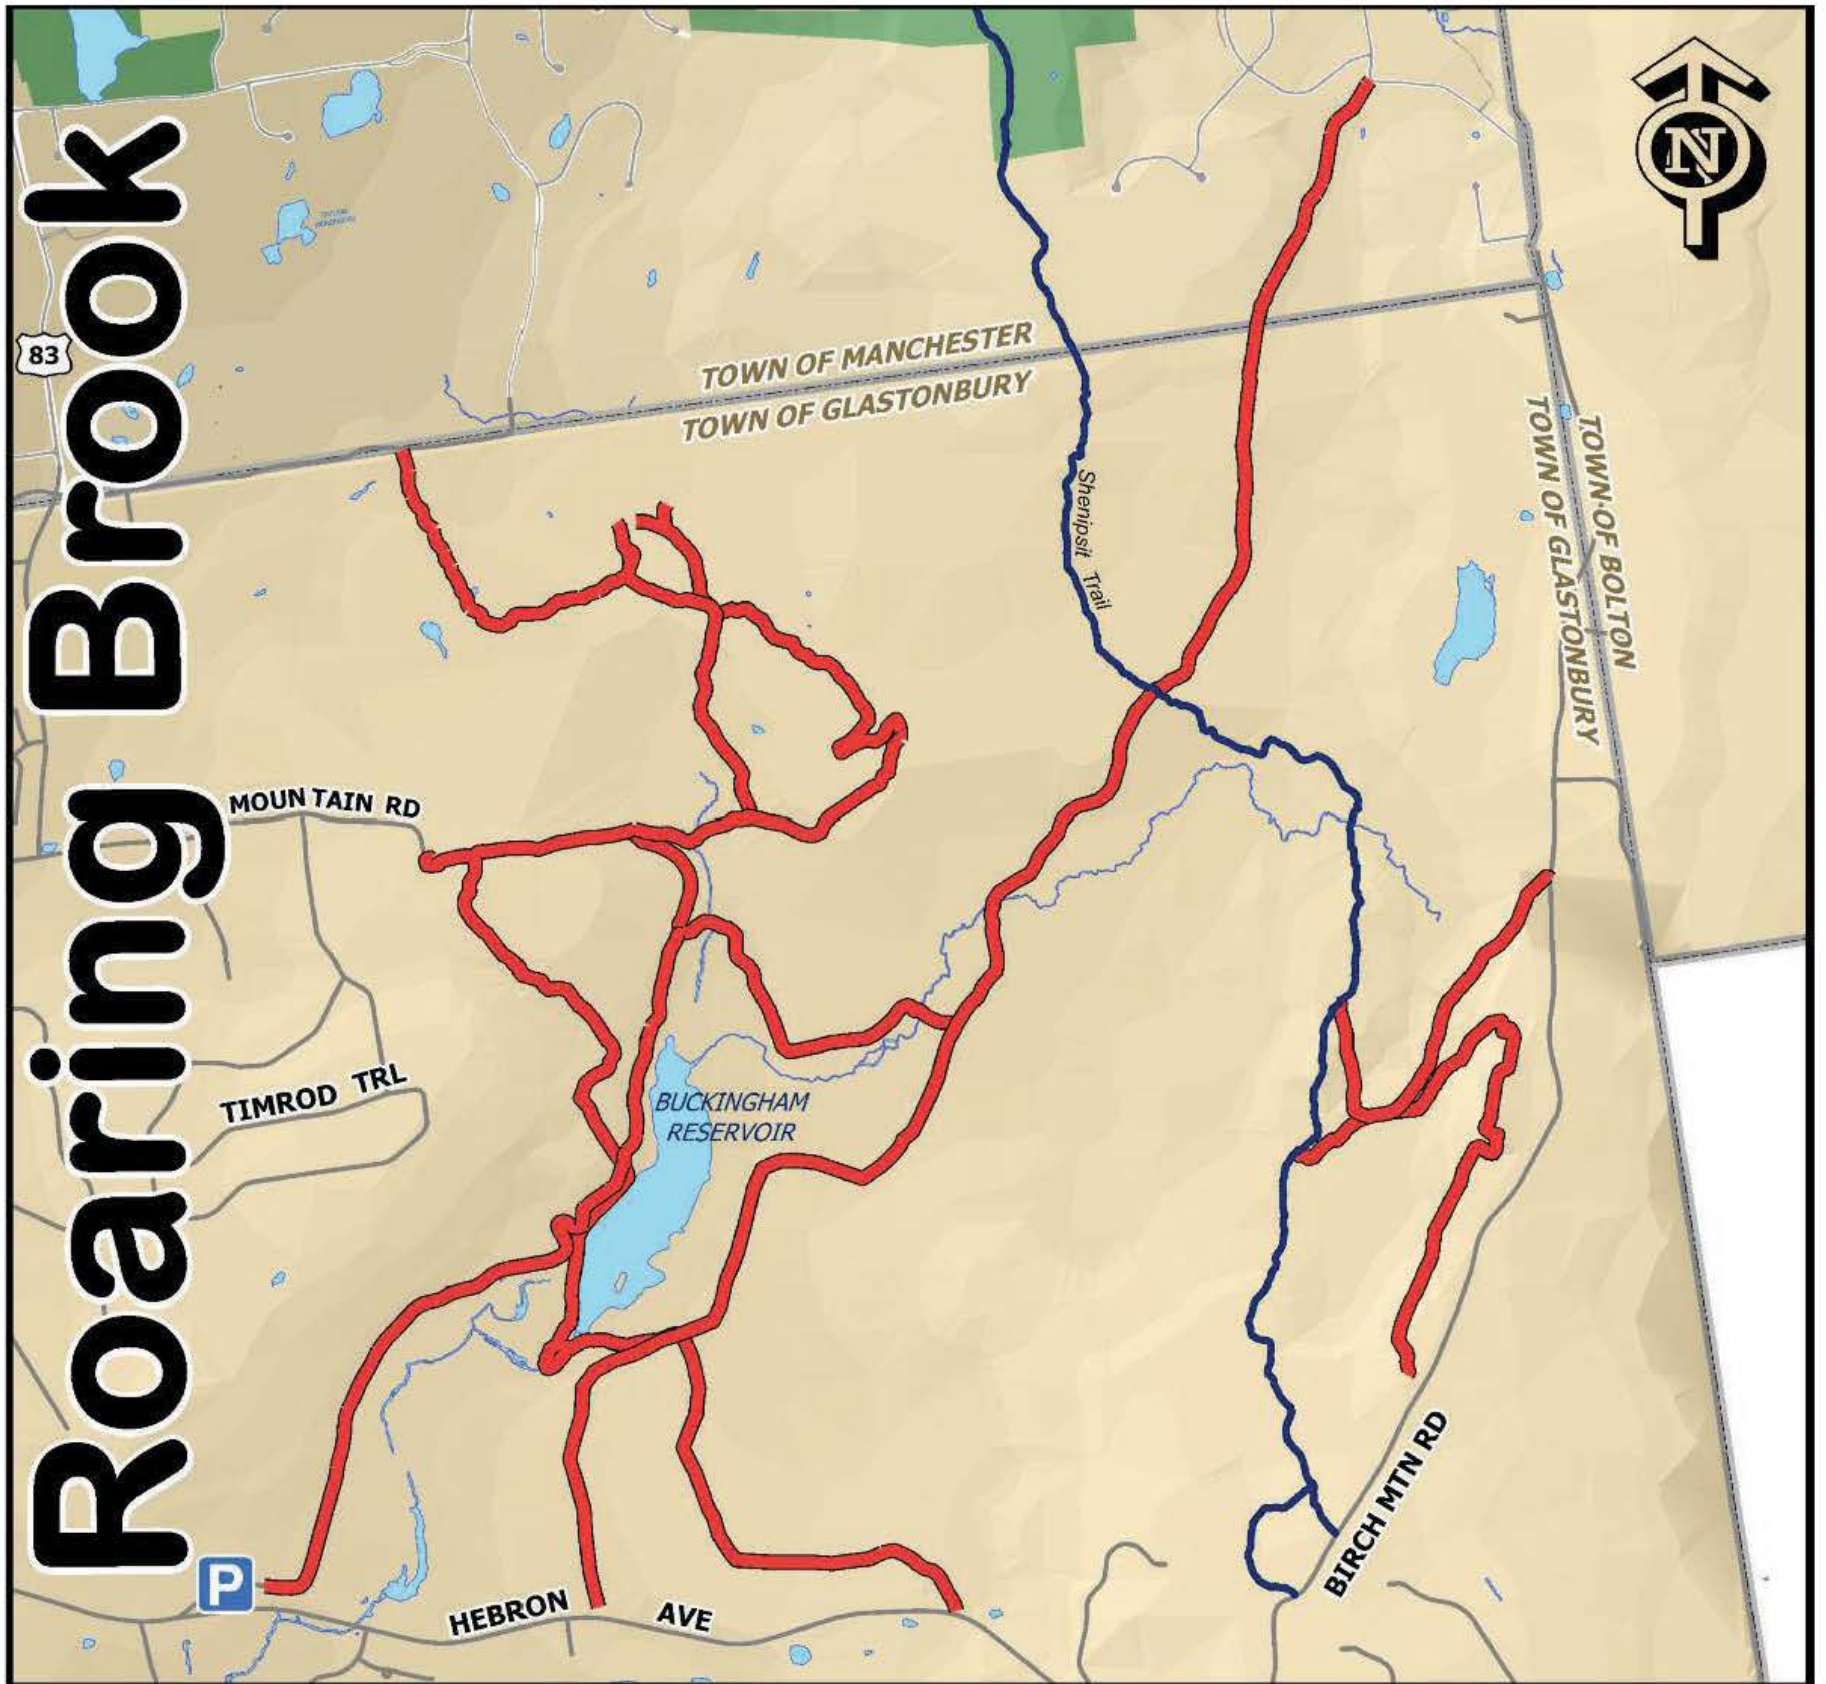 Roaring Brook
N
83
TOWN OF MANCHESTER
TOWN OF GLASTONBURY
Shenipsit Trail
TOWN OF BOLTON
TOWN OF GLASTONBURY
MOUNTAIN RD
TIMROD TRL
BUCKINGHAM
RESERVOIR
BIRCH MTN RD
P
HEBRON AVE